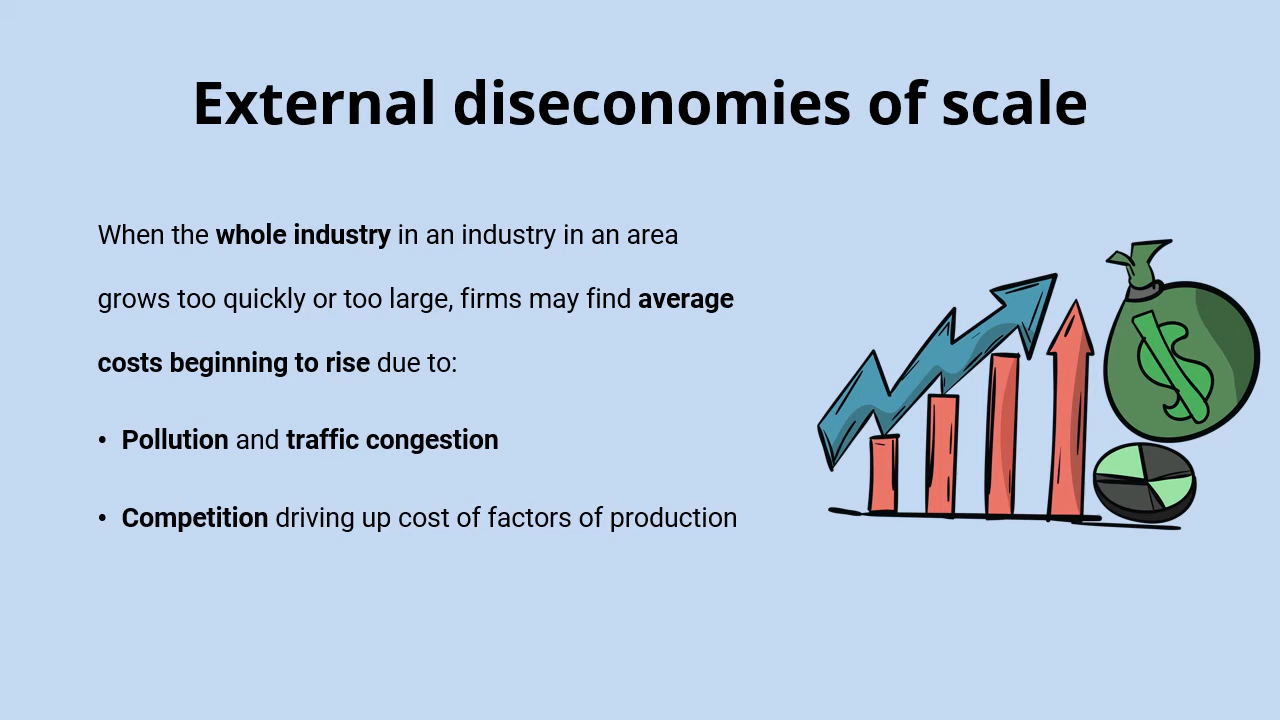 External diseconomies of scale
When the whole industry in an industry in an area
grows too quickly or too large, firms may find average
costs beginning to rise due to:
• Pollution and traffic congestion
• Competition driving up cost of factors of production